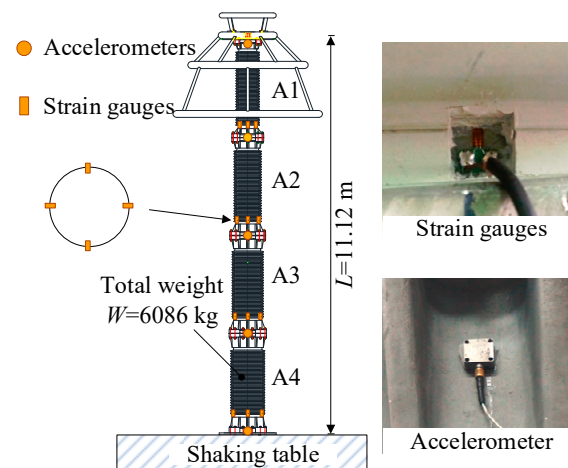 Accelerometers
Strain gauges
A1
A2
A3
A4
L=11.12 m
Total weight
W=6086 kg
Shaking table
Strain gauges
Accelerometer